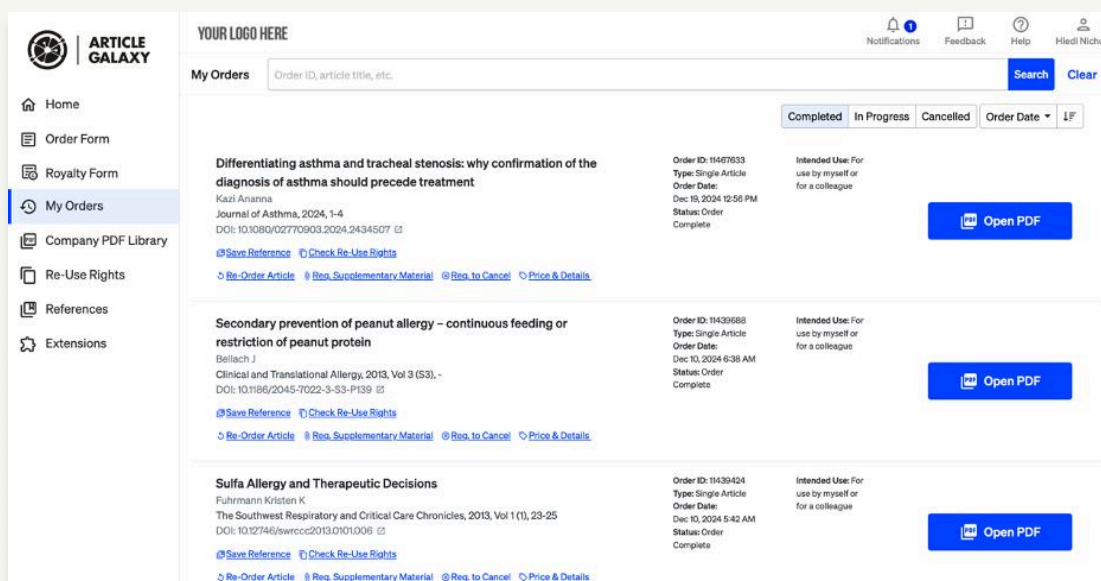 ARTICLE
GALAXY
YOUR LOGO HERE
1
Notifications
Feedback
Help
Hiedi Nicho
My Orders
Order ID, article title, etc.
Search
Clear
Home
Order Form
Royalty Form
My Orders
Company PDF Library
Re-Use Rights
References
Extensions
Completed
In Progress
Cancelled
Order Date
Differentiating asthma and tracheal stenosis: why confirmation of the
diagnosis of asthma should precede treatment
Kazi Ananna
Journal of Asthma, 2024, 1-4
DOI: 10.1080/02770903.2024.2434507
Save Reference Check Re-Use Rights
Re-Order Article Req. Supplementary Material Req. to Cancel Price & Details
Order ID: 11467633
Type: Single Article
Order Date:
Dec 19, 2024 12:56 PM
Status: Order
Complete
Intended Use: For
use by myself or
for a colleague
PDF Open PDF
Secondary prevention of peanut allergy – continuous feeding or
restriction of peanut protein
Bellach J
Clinical and Translational Allergy, 2013, Vol 3 (S3), -
DOI: 10.1186/2045-7022-3-S3-P139
Save Reference Check Re-Use Rights
Re-Order Article Req. Supplementary Material Req. to Cancel Price & Details
Order ID: 11439688
Type: Single Article
Order Date:
Dec 10, 2024 6:38 AM
Status: Order
Complete
Intended Use: For
use by myself or
for a colleague
PDF Open PDF
Sulfa Allergy and Therapeutic Decisions
Fuhrmann Kristen K
The Southwest Respiratory and Critical Care Chronicles, 2013, Vol 1 (1), 23-25
DOI: 10.12746/swrccc2013.0101.006
Save Reference Check Re-Use Rights
Re-Order Article Req. Supplementary Material Req. to Cancel Price & Details
Order ID: 11439424
Type: Single Article
Order Date:
Dec 10, 2024 5:42 AM
Status: Order
Complete
Intended Use: For
use by myself or
for a colleague
PDF Open PDF